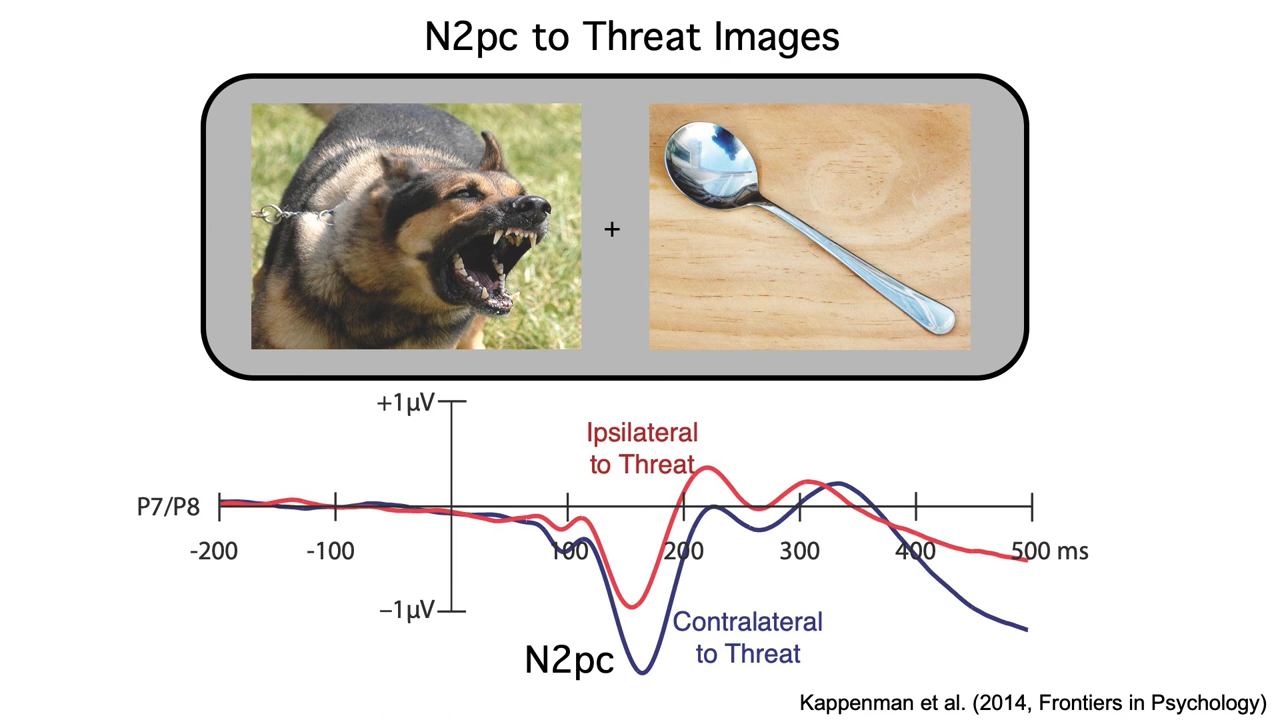 N2pc to Threat Images
+
+1µV
Ipsilateral
to Threat
P7/P8
-200
-100
100
200
300
400
500 ms
–1µV
Contralateral
to Threat
N2pc
Kappenman et al. (2014, Frontiers in Psychology)